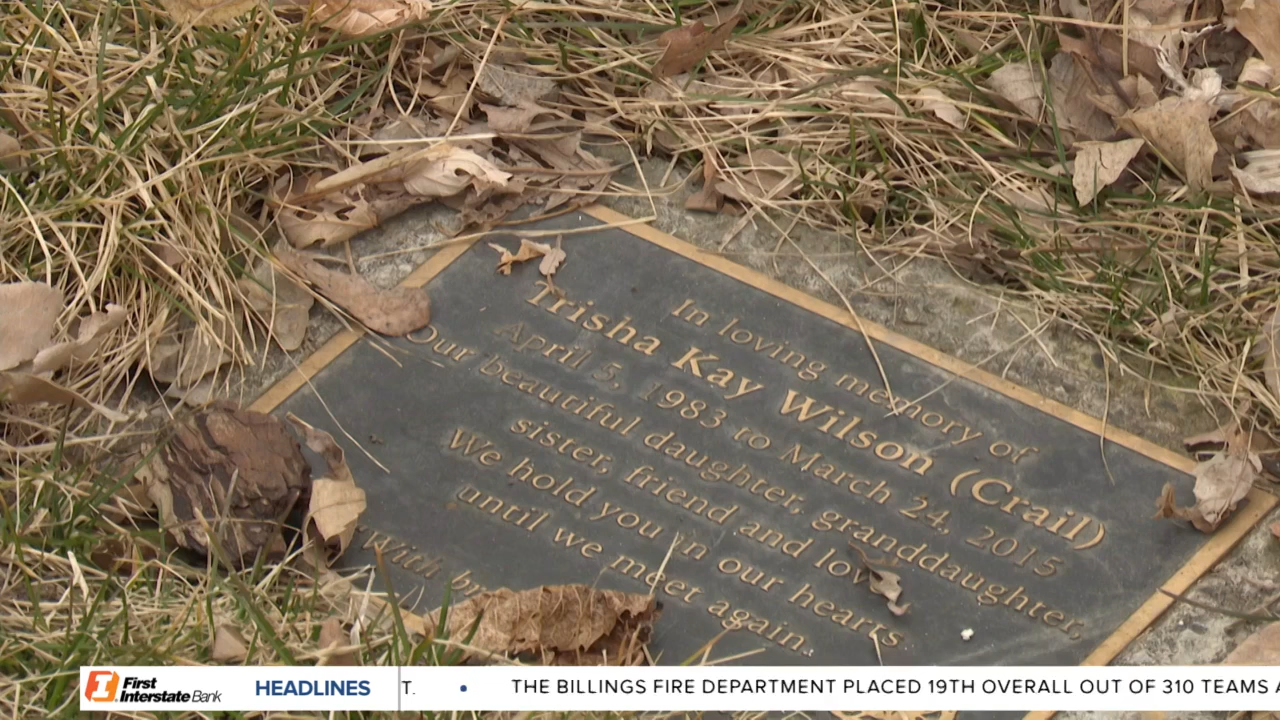 In loving memory of
Trisha Kay Wilson (Crail)
April 5, 1983 to March 24, 2015
Our beautiful daughter, granddaughter,
sister, friend and
We hold you in our hearts
until we meet again.
With
First
Interstate Bank
HEADLINES
T. • THE BILLINGS FIRE DEPARTMENT PLACED 19TH OVERALL OUT OF 310 TEAMS